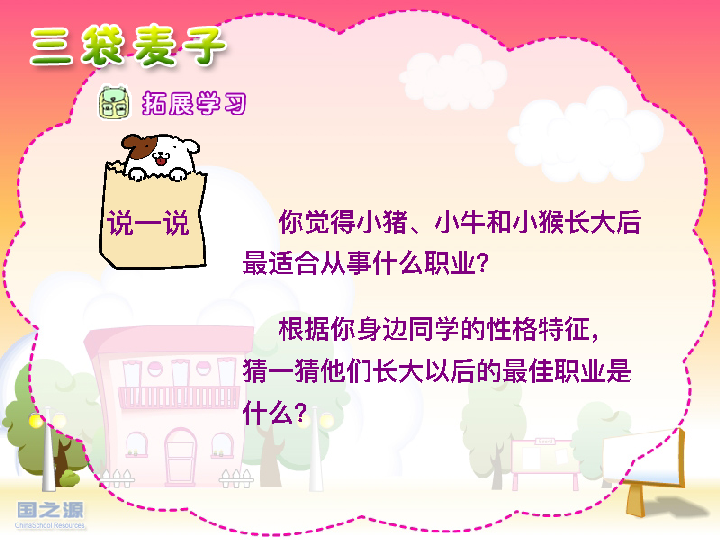 三袋麦子
拓展学习
说一说
你觉得小猪、小牛和小猴长大后
最适合从事什么职业？
根据你身边同学的性格特征，
猜一猜他们长大以后的最佳职业是
什么？
国之源
ChinaSchool Resources